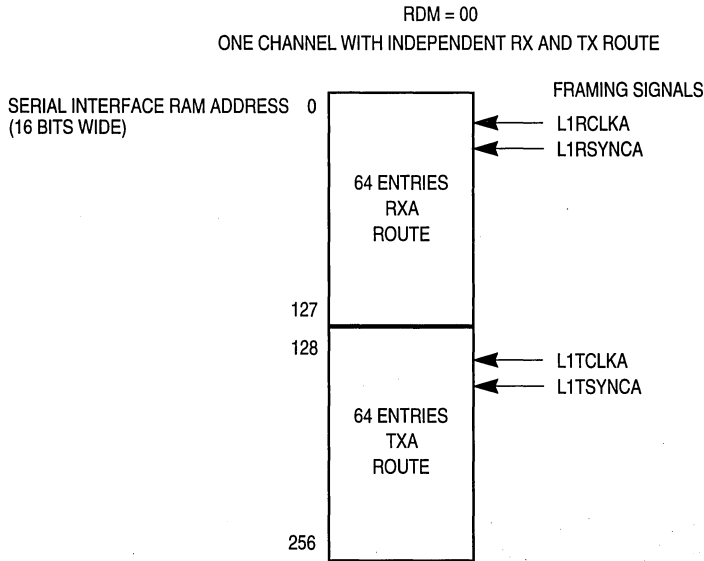 RDM = 00
ONE CHANNEL WITH INDEPENDENT RX AND TX ROUTE
FRAMING SIGNALS
SERIAL INTERFACE RAM ADDRESS 0
(16 BITS WIDE)
L1RCLKA
L1RSYNCA
64 ENTRIES
RXA
ROUTE
127
128
L1TCLKA
L1TSYNCA
64 ENTRIES
TXA
ROUTE
256